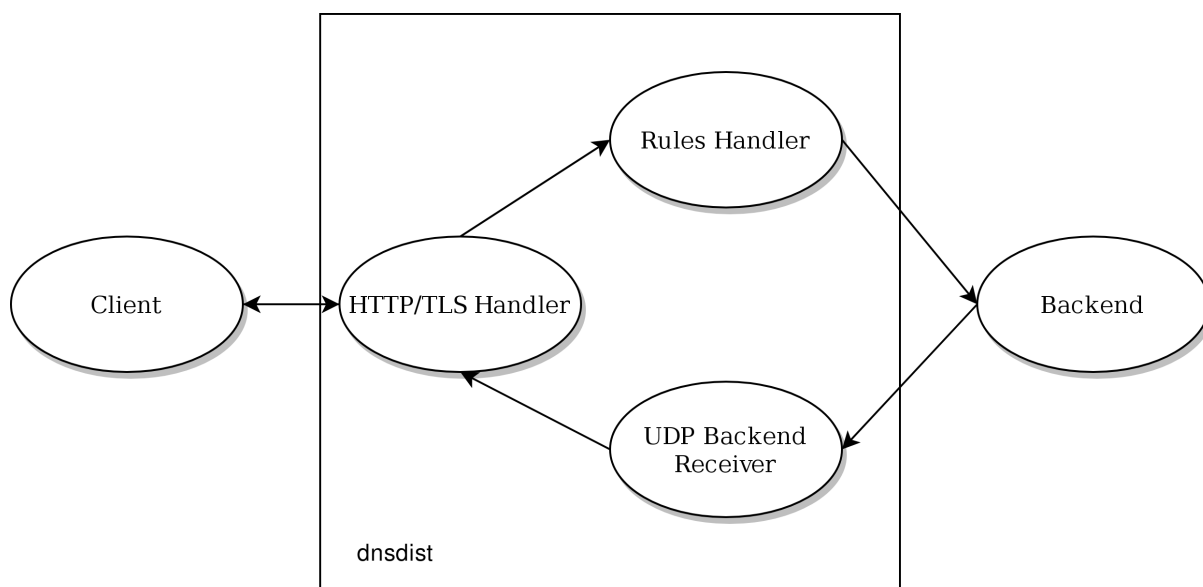 Rules Handler
Client
HTTP/TLS Handler
Backend
UDP Backend
Receiver
dnsdist